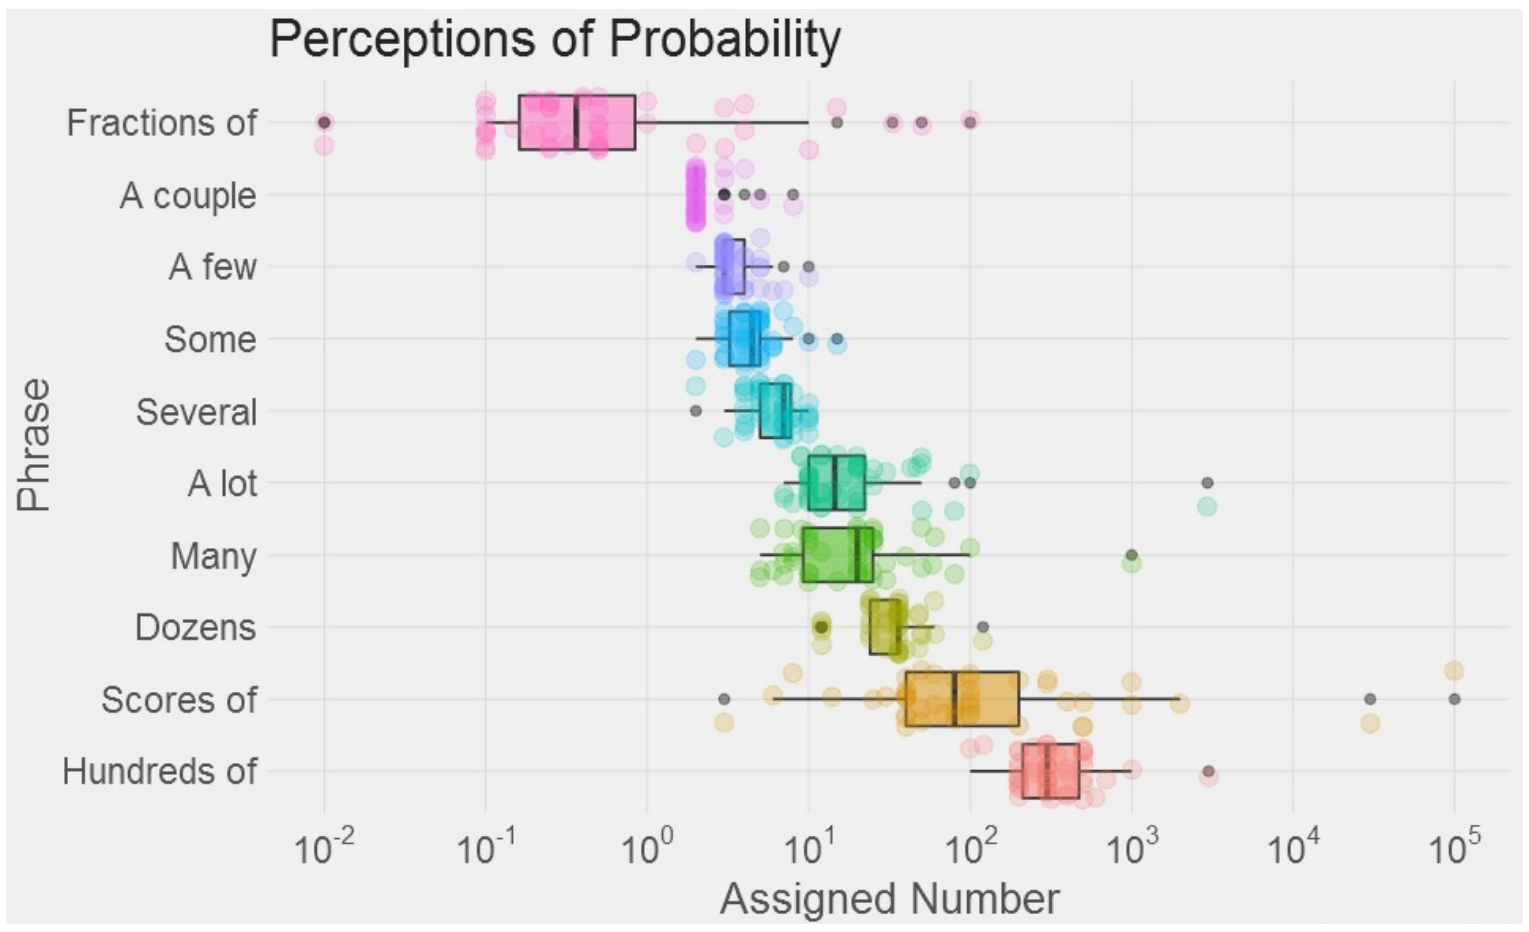 Perceptions of Probability
Fractions of
A couple
A few
Some
Several
A lot
Many
Dozens
Scores of
Hundreds of
Phrase
10^-2 10^-1 10^0 10^1 10^2 10^3 10^4 10^5
Assigned Number